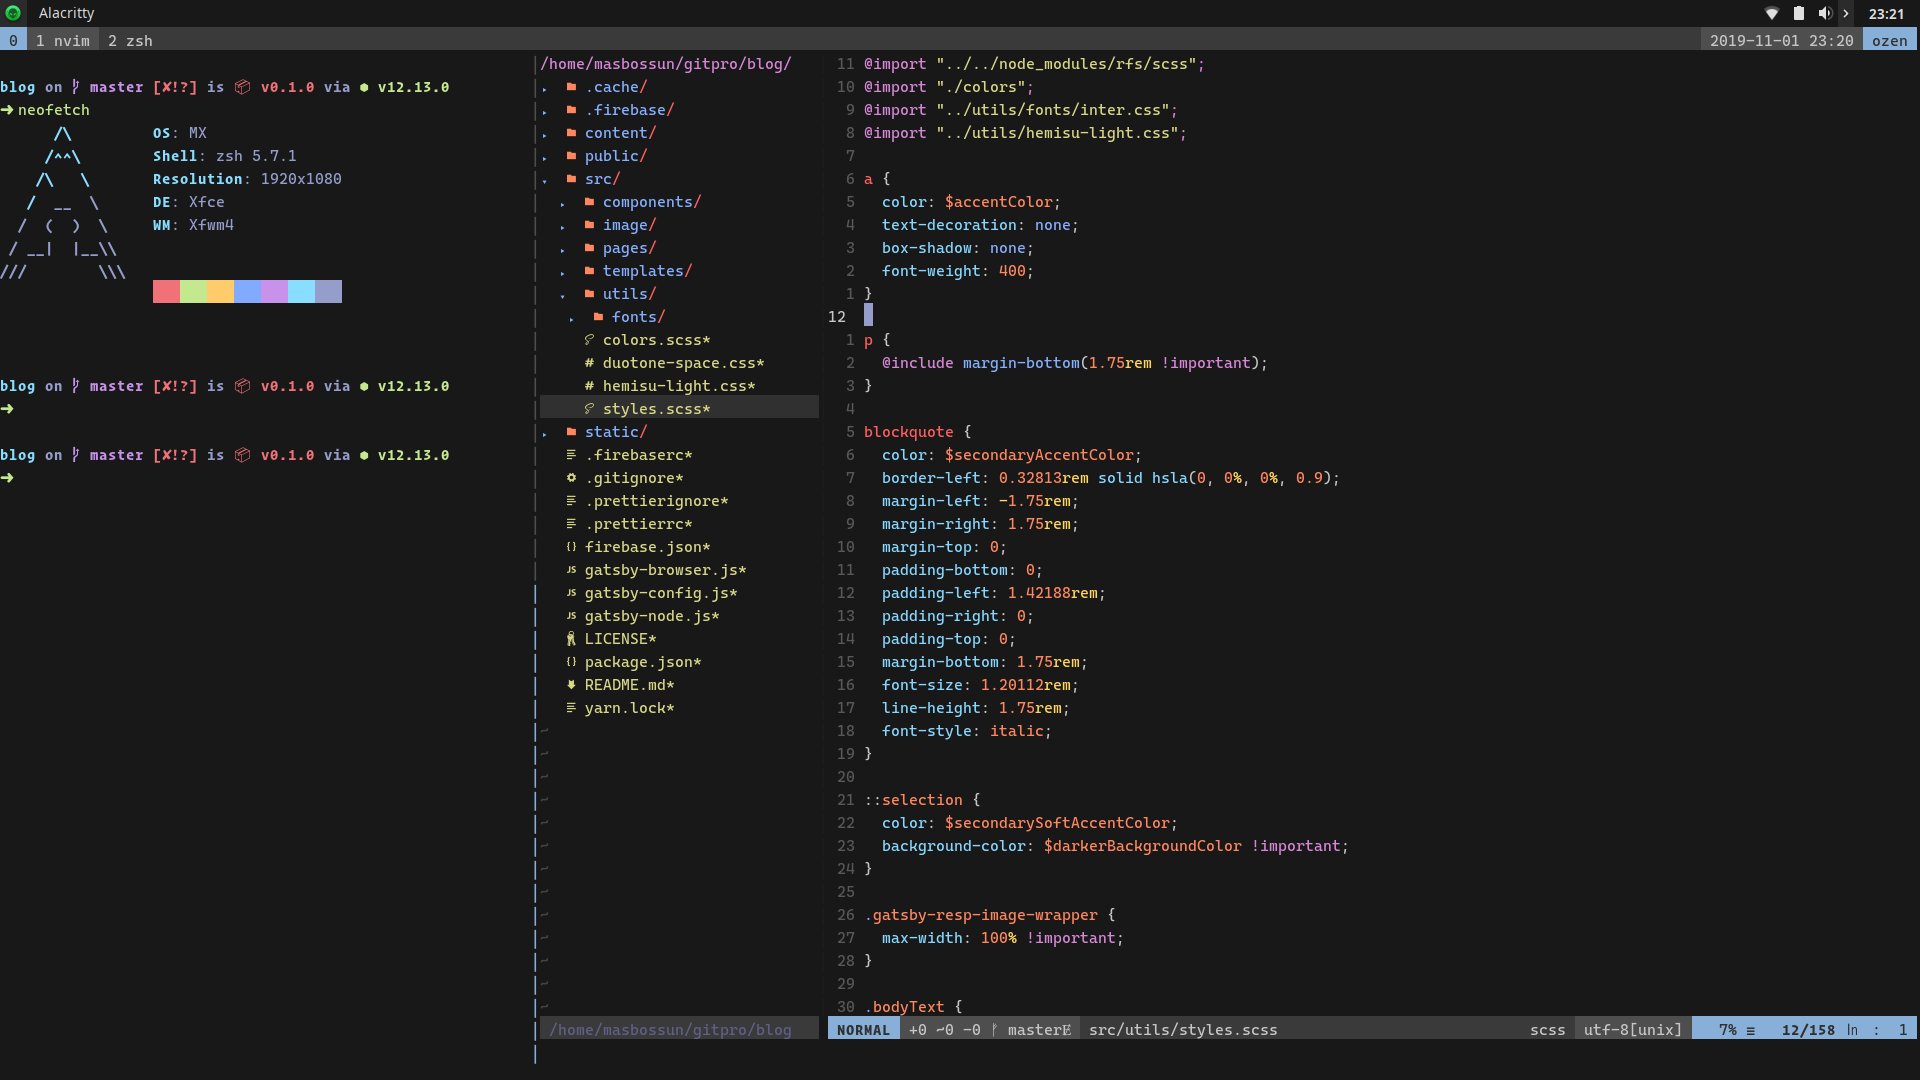 Alacritty
23:21
0 1 nvim 2 zsh
2019-11-01 23:20 ozen
blog on master [✘!?] is 📦 v0.1.0 via ⬢ v12.13.0
➜ neofetch
/\
/^^\
/\ \
/ __ \
/ ( ) \
/ __| |__\\
/// \\\
OS: MX
Shell: zsh 5.7.1
Resolution: 1920x1080
DE: Xfce
WM: Xfwm4
blog on master [✘!?] is 📦 v0.1.0 via ⬢ v12.13.0
➜
blog on master [✘!?] is 📦 v0.1.0 via ⬢ v12.13.0
➜
/home/masbossun/gitpro/blog/
▸ .cache/
▸ .firebase/
▸ content/
▸ public/
▾ src/
▸ components/
▸ image/
▸ pages/
▸ templates/
▾ utils/
▸ fonts/
colors.scss*
# duotone-space.css*
# hemisu-light.css*
styles.scss*
▸ static/
.firebaserc*
.gitignore*
.prettierignore*
.prettierrc*
{} firebase.json*
JS gatsby-browser.js*
JS gatsby-config.js*
JS gatsby-node.js*
LICENSE*
{} package.json*
README.md*
yarn.lock*
~
~
~
~
~
~
~
~
~
~
~
~
~
/home/masbossun/gitpro/blog
11 @import "../../node_modules/rfs/scss";
10 @import "./colors";
9 @import "../utils/fonts/inter.css";
8 @import "../utils/hemisu-light.css";
7
6 a {
5 color: $accentColor;
4 text-decoration: none;
3 box-shadow: none;
2 font-weight: 400;
1 }
12
1 p {
2 @include margin-bottom(1.75rem !important);
3 }
4
5 blockquote {
6 color: $secondaryAccentColor;
7 border-left: 0.32813rem solid hsla(0, 0%, 0%, 0.9);
8 margin-left: -1.75rem;
9 margin-right: 1.75rem;
10 margin-top: 0;
11 padding-bottom: 0;
12 padding-left: 1.42188rem;
13 padding-right: 0;
14 padding-top: 0;
15 margin-bottom: 1.75rem;
16 font-size: 1.20112rem;
17 line-height: 1.75rem;
18 font-style: italic;
19 }
20
21 ::selection {
22 color: $secondarySoftAccentColor;
23 background-color: $darkerBackgroundColor !important;
24 }
25
26 .gatsby-resp-image-wrapper {
27 max-width: 100% !important;
28 }
29
30 .bodyText {
NORMAL +0 ~0 -0 master src/utils/styles.scss scss utf-8[unix] 7% ≡ 12/158 ln : 1